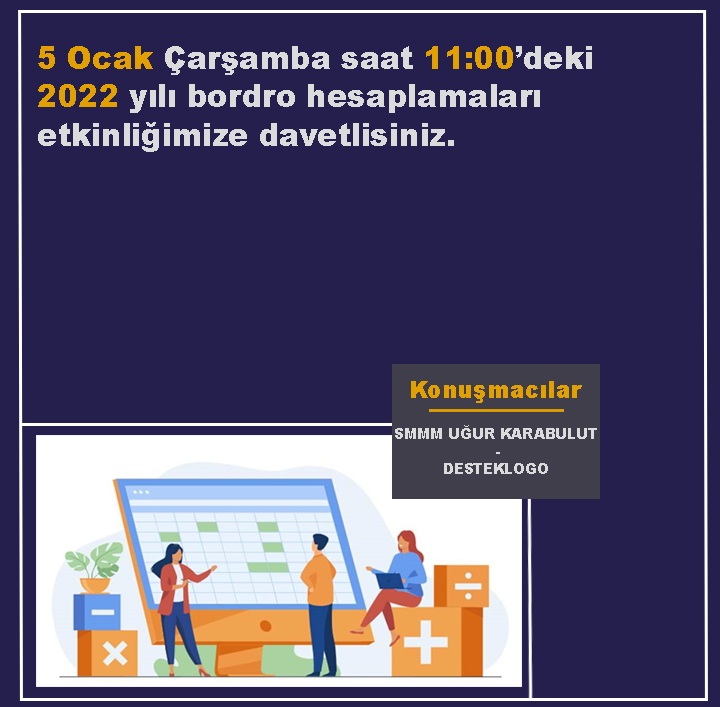 5 Ocak Çarşamba saat 11:00’deki
2022 yılı bordro hesaplamaları
etkinliğimize davetlisiniz.
Konuşmacılar
SMMM UĞUR KARABULUT
-
DESTEKLOGO